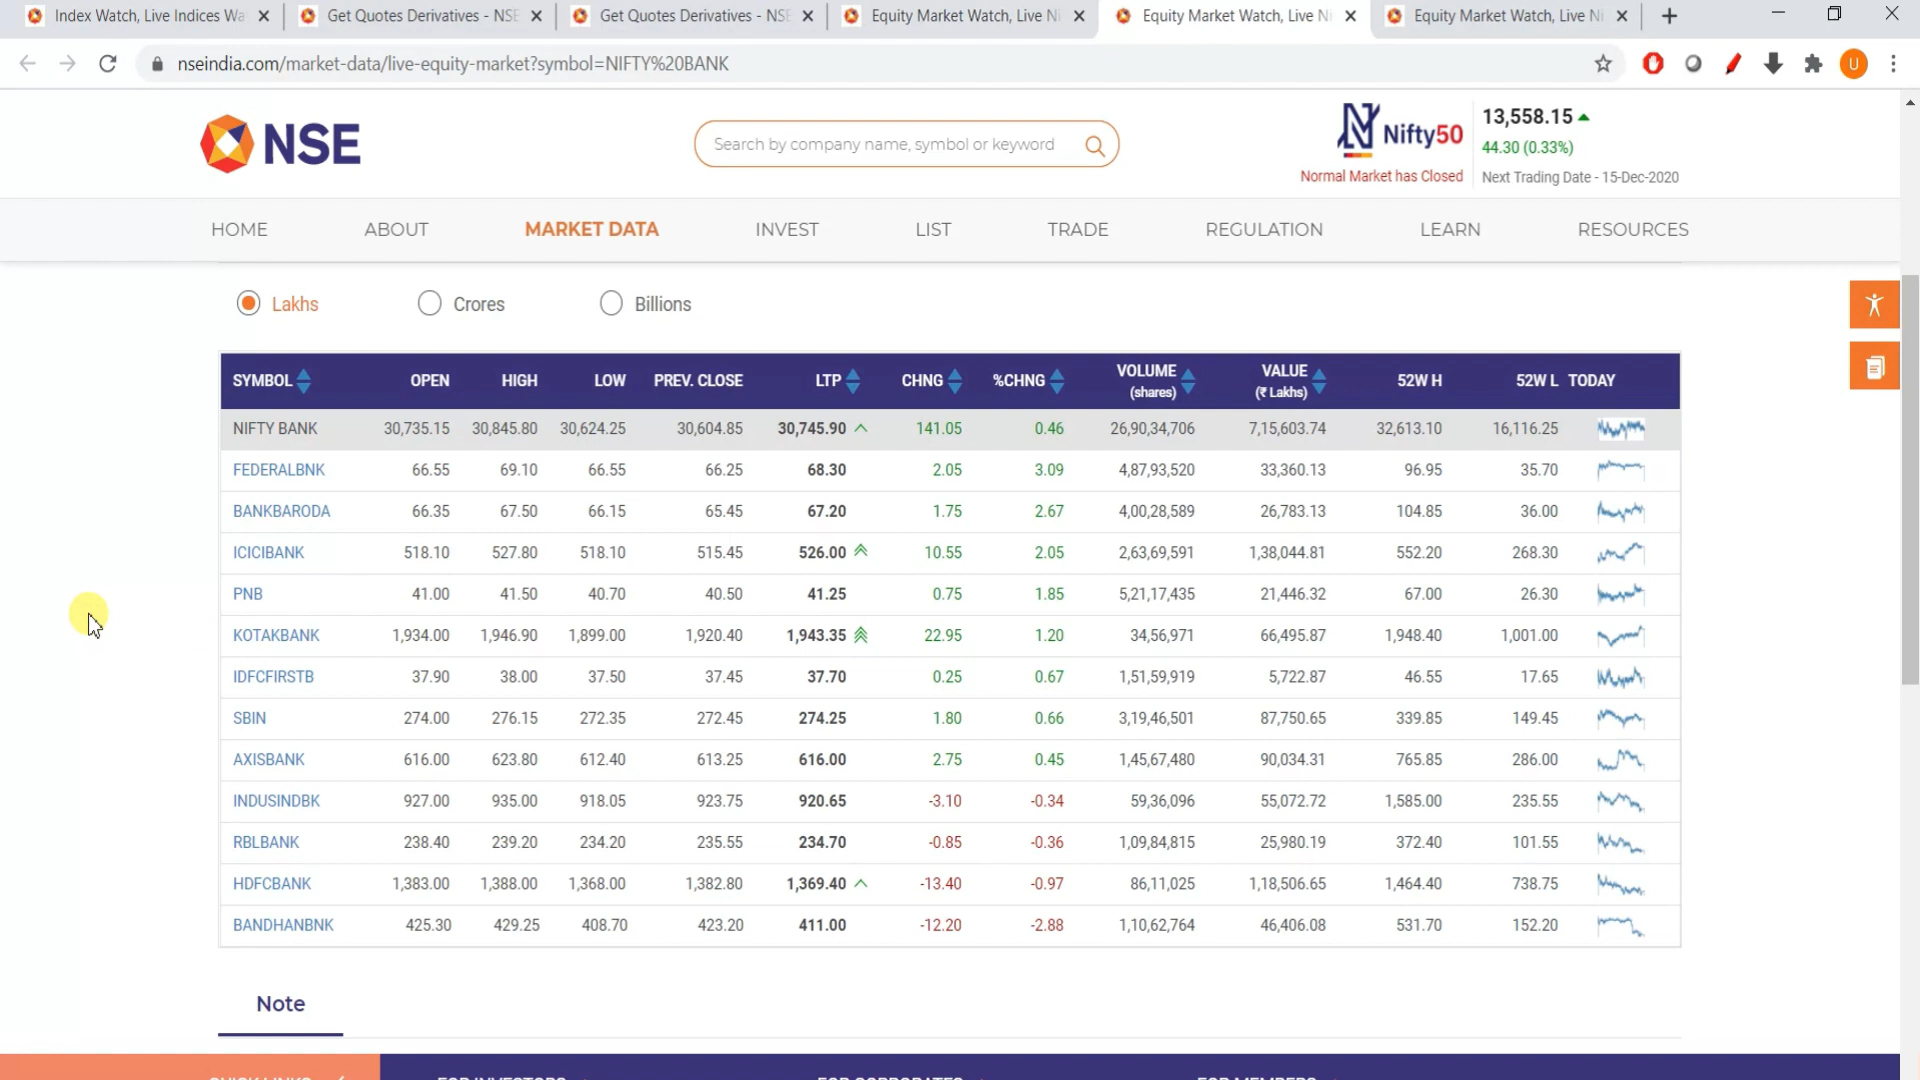 Index Watch, Live Indices Wa
Get Quotes Derivatives - NSE
Get Quotes Derivatives - NSE
Equity Market Watch, Live Ni
Equity Market Watch, Live Ni
Equity Market Watch, Live Ni
nseindia.com/market-data/live-equity-market?symbol=NIFTY%20BANK
U
NSE
Search by company name, symbol or keyword
Nifty50
13,558.15
44.30 (0.33%)
Normal Market has Closed
Next Trading Date - 15-Dec-2020
HOME ABOUT MARKET DATA INVEST LIST TRADE REGULATION LEARN RESOURCES
Lakhs Crores Billions
SYMBOL OPEN HIGH LOW PREV. CLOSE LTP CHNG %CHNG VOLUME (shares) VALUE (₹ Lakhs) 52W H 52W L TODAY
NIFTY BANK 30,735.15 30,845.80 30,624.25 30,604.85 30,745.90 141.05 0.46 26,90,34,706 7,15,603.74 32,613.10 16,116.25
FEDERALBNK 66.55 69.10 66.55 66.25 68.30 2.05 3.09 4,87,93,520 33,360.13 96.95 35.70
BANKBARODA 66.35 67.50 66.15 65.45 67.20 1.75 2.67 4,00,28,589 26,783.13 104.85 36.00
ICICIBANK 518.10 527.80 518.10 515.45 526.00 10.55 2.05 2,63,69,591 1,38,044.81 552.20 268.30
PNB 41.00 41.50 40.70 40.50 41.25 0.75 1.85 5,21,17,435 21,446.32 67.00 26.30
KOTAKBANK 1,934.00 1,946.90 1,899.00 1,920.40 1,943.35 22.95 1.20 34,56,971 66,495.87 1,948.40 1,001.00
IDFCFIRSTB 37.90 38.00 37.50 37.45 37.70 0.25 0.67 1,51,59,919 5,722.87 46.55 17.65
SBIN 274.00 276.15 272.35 272.45 274.25 1.80 0.66 3,19,46,501 87,750.65 339.85 149.45
AXISBANK 616.00 623.80 612.40 613.25 616.00 2.75 0.45 1,45,67,480 90,034.31 765.85 286.00
INDUSINDBK 927.00 935.00 918.05 923.75 920.65 -3.10 -0.34 59,36,096 55,072.72 1,585.00 235.55
RBLBANK 238.40 239.20 234.20 235.55 234.70 -0.85 -0.36 1,09,84,815 25,980.19 372.40 101.55
HDFCBANK 1,383.00 1,388.00 1,368.00 1,382.80 1,369.40 -13.40 -0.97 86,11,025 1,18,506.65 1,464.40 738.75
BANDHANBNK 425.30 429.25 408.70 423.20 411.00 -12.20 -2.88 1,10,62,764 46,406.08 531.70 152.20
Note
QUICK LINKS FOR INVESTORS FOR CORPORATES FOR MEMBERS